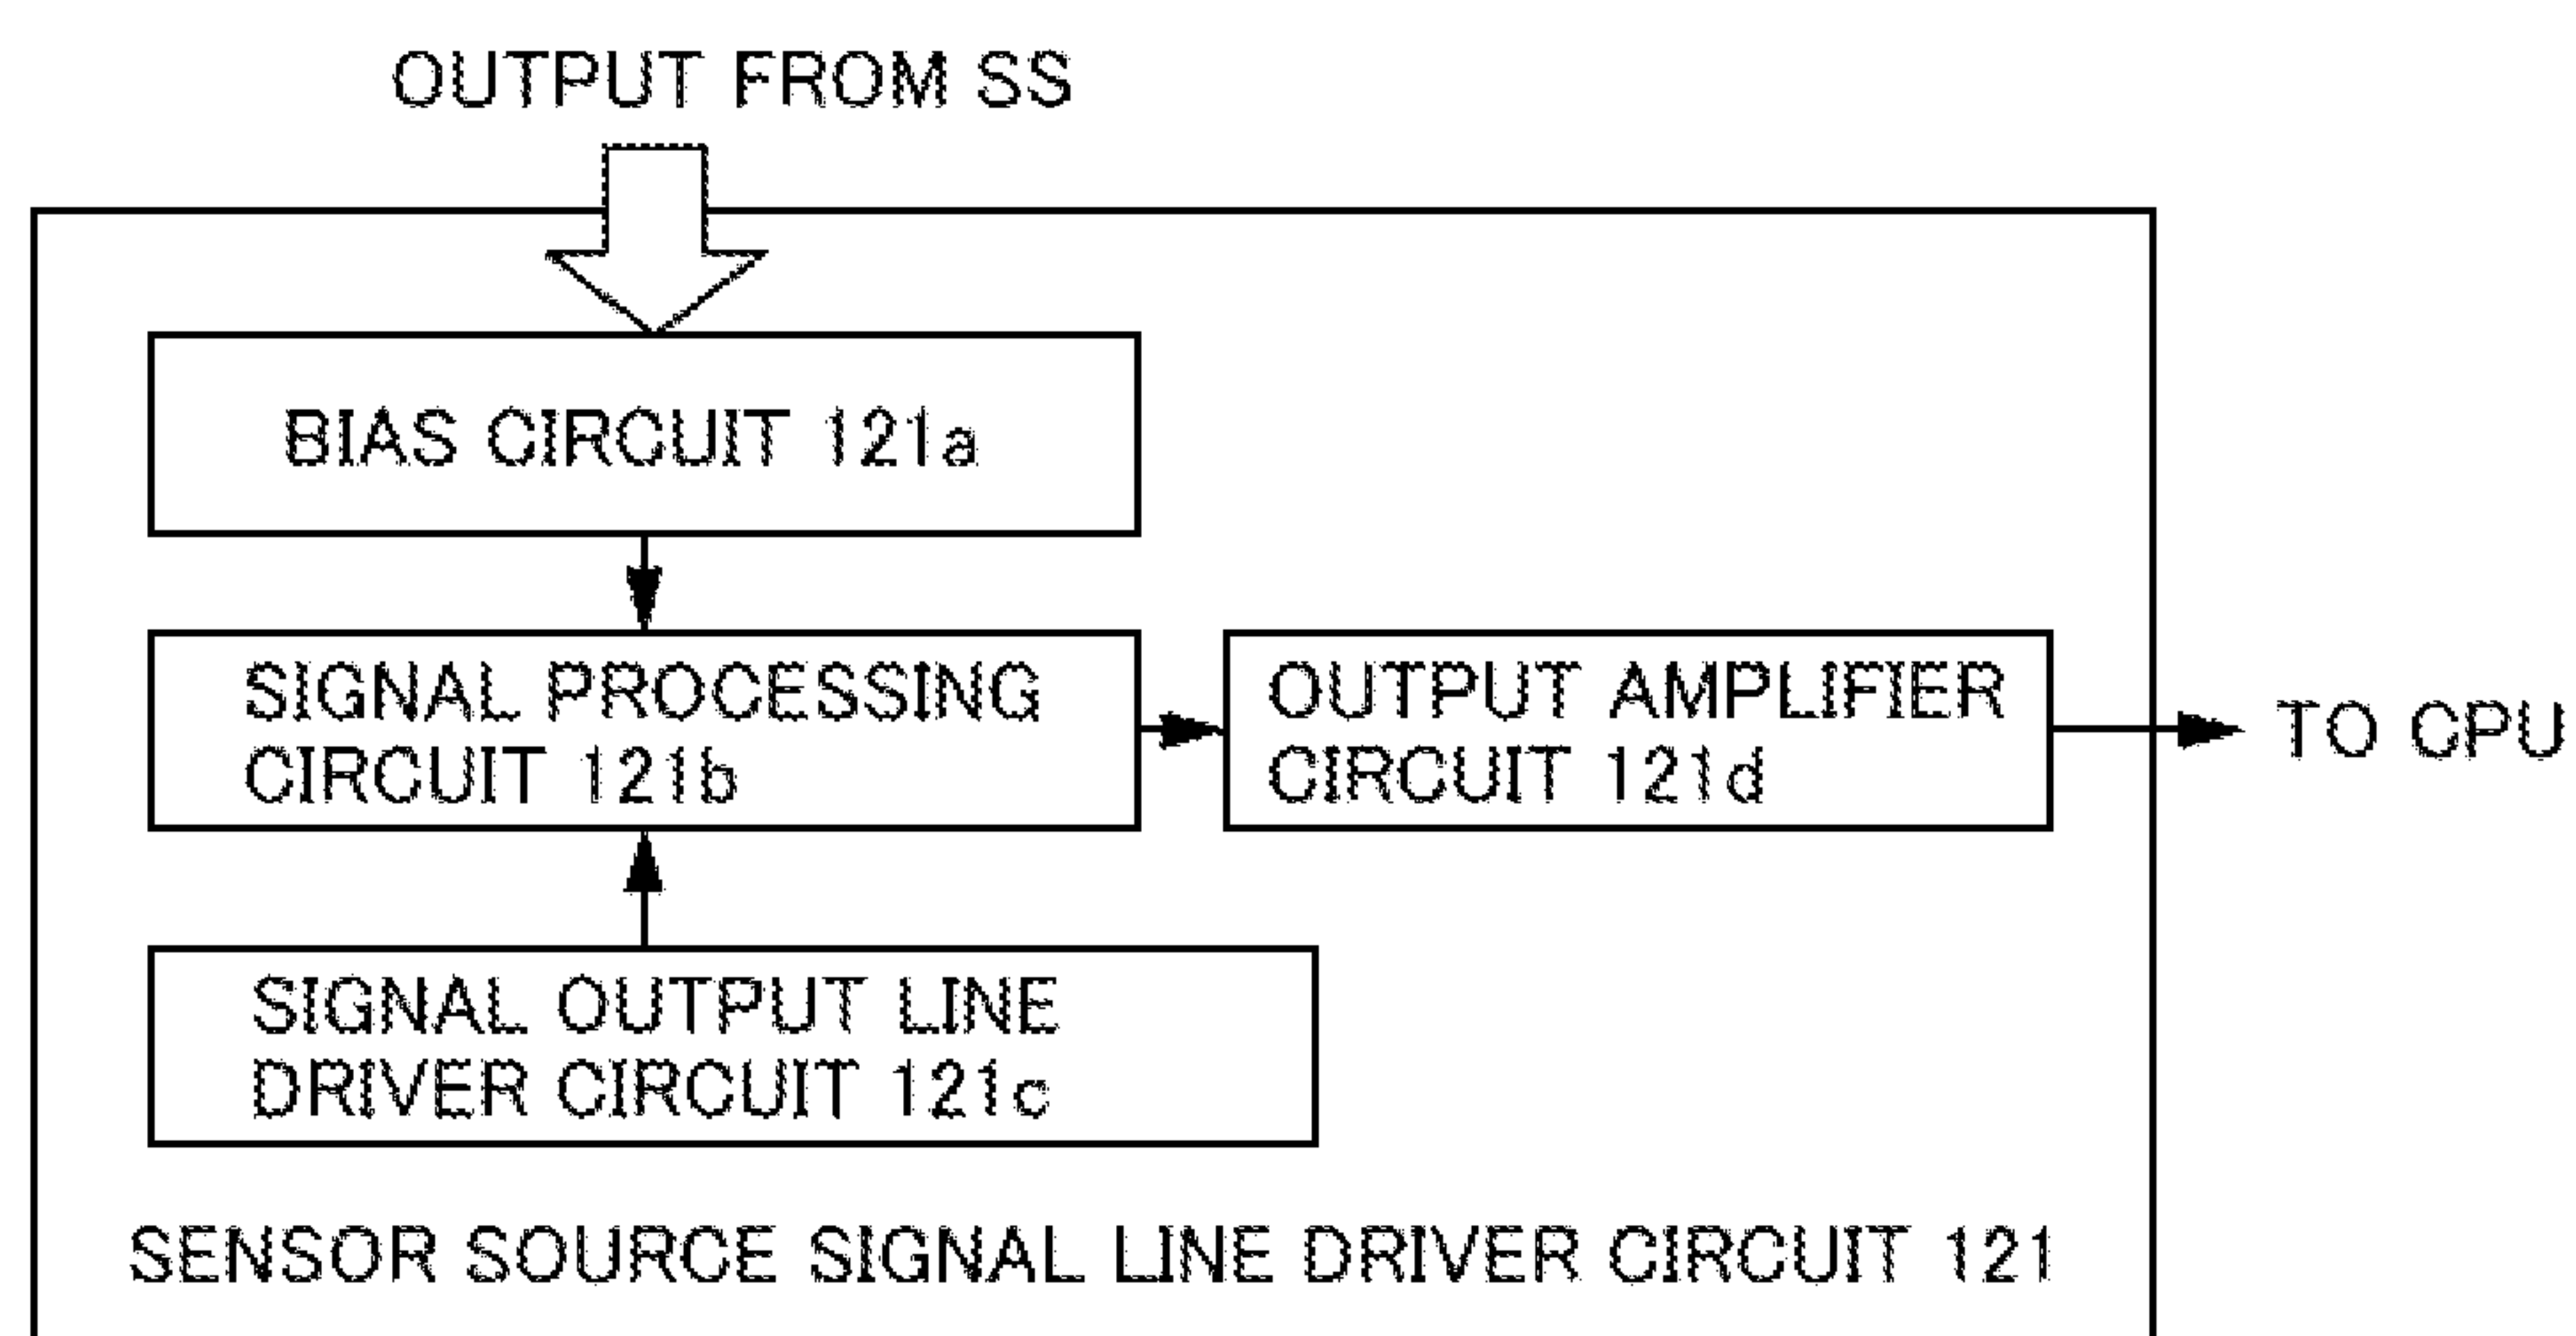 OUTPUT FROM SS
BIAS CIRCUIT 121a
SIGNAL PROCESSING
CIRCUIT 121b
OUTPUT AMPLIFIER
CIRCUIT 121d
TO CPU
SIGNAL OUTPUT LINE
DRIVER CIRCUIT 121c
SENSOR SOURCE SIGNAL LINE DRIVER CIRCUIT 121